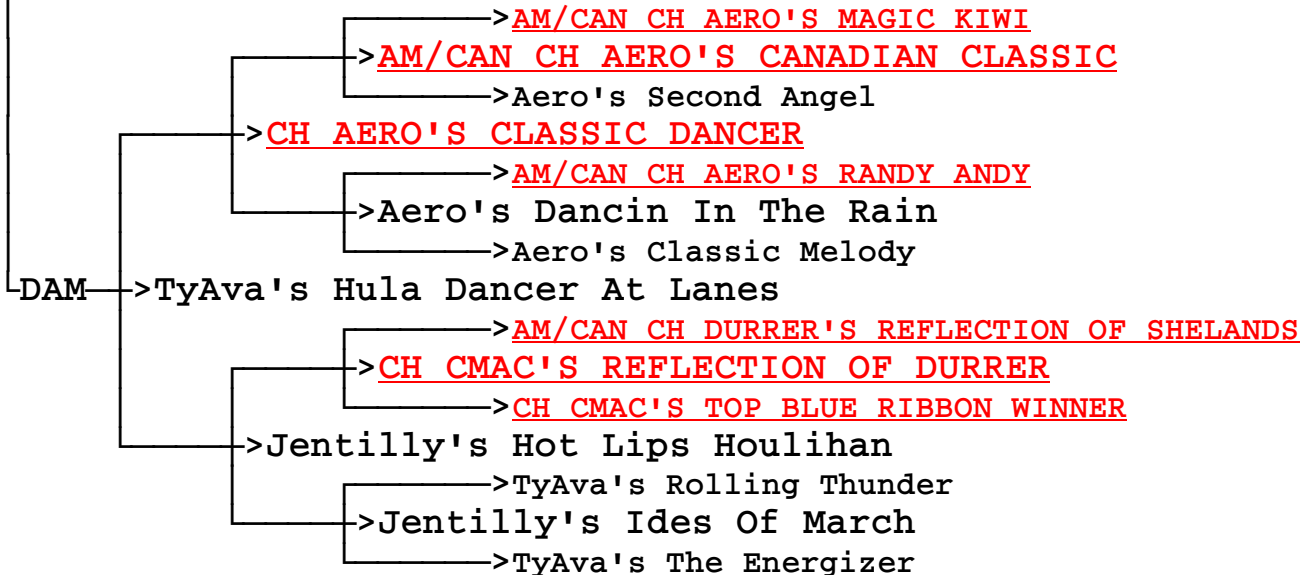 >AM/CAN CH AERO'S MAGIC KIWI
>AM/CAN CH AERO'S CANADIAN CLASSIC
>Aero's Second Angel
>CH AERO'S CLASSIC DANCER
>AM/CAN CH AERO'S RANDY ANDY
>Aero's Dancin In The Rain
>Aero's Classic Melody
DAM >TyAva's Hula Dancer At Lanes
>AM/CAN CH DURRER'S REFLECTION OF SHELANDS
>CH CMAC'S REFLECTION OF DURRER
>CH CMAC'S TOP BLUE RIBBON WINNER
>Jentilly's Hot Lips Houlihan
>TyAva's Rolling Thunder
>Jentilly's Ides Of March
>TyAva's The Energizer